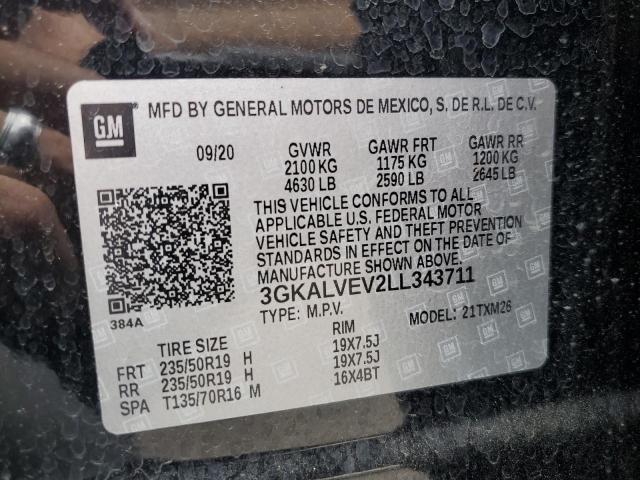 GM
MFD BY GENERAL MOTORS DE MEXICO, S. DE R.L. DE C.V.
09/20 GVWR GAWR FRT GAWR RR
2100 KG 1175 KG 1200 KG
4630 LB 2590 LB 2645 LB
THIS VEHICLE CONFORMS TO ALL
APPLICABLE U.S. FEDERAL MOTOR
VEHICLE SAFETY AND THEFT PREVENTION
STANDARDS IN EFFECT ON THE DATE OF
MANUFACTURE SHOWN ABOVE.
384A
3GKALVEV2LL343711
TYPE: M.P.V. MODEL: 21TXM26
TIRE SIZE RIM
FRT 235/50R19 H 19X7.5J
RR 235/50R19 H 19X7.5J
SPA T135/70R16 M 16X4BT